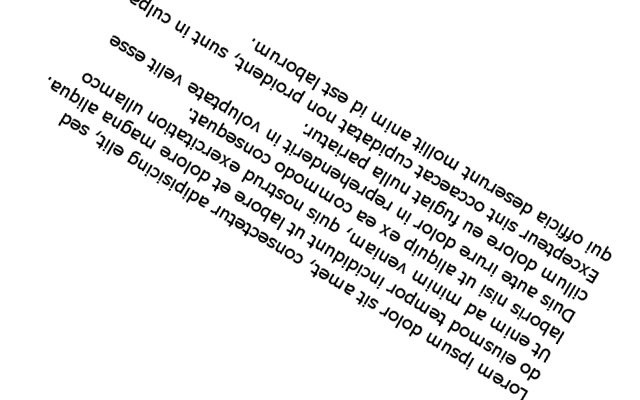 Lorem ipsum dolor sit amet, consectetur adipisicing elit, sed
do eiusmod tempor incididunt ut labore et dolore magna aliqua.
Ut enim ad minim veniam, quis nostrud exercitation ullamco
laboris nisi ut aliquip ex ea commodo consequat.
Duis aute irure dolor in reprehenderit in voluptate velit esse
cillum dolore eu fugiat nulla pariatur.
Excepteur sint occaecat cupidatat non proident, sunt in culpa
qui officia deserunt mollit anim id est laborum.